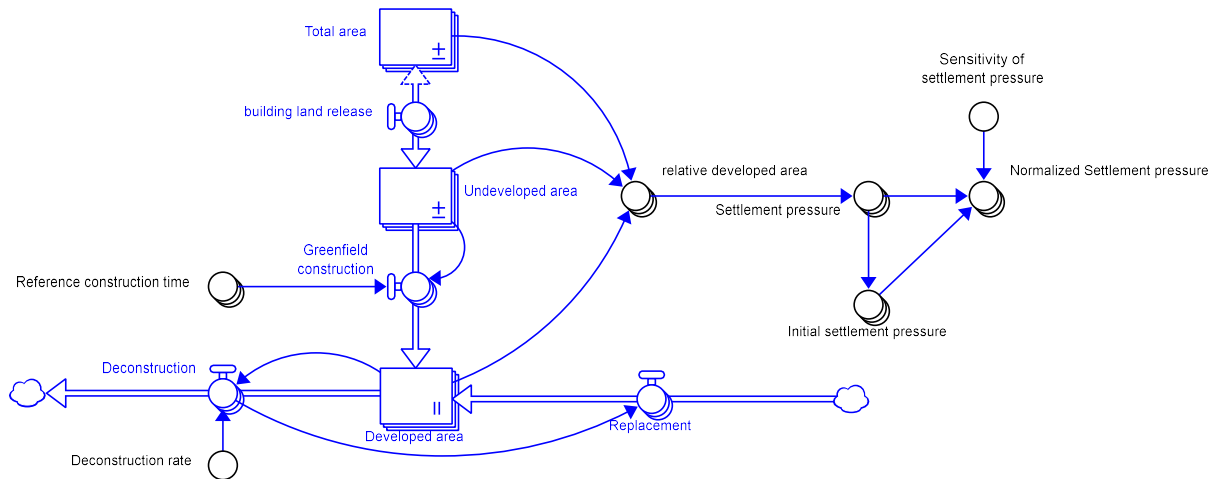 Total area
building land release
Undeveloped area
Greenfield
construction
Reference construction time
relative developed area
Sensitivity of
settlement pressure
Settlement pressure
Normalized Settlement pressure
Initial settlement pressure
Deconstruction
Developed area
Replacement
Deconstruction rate